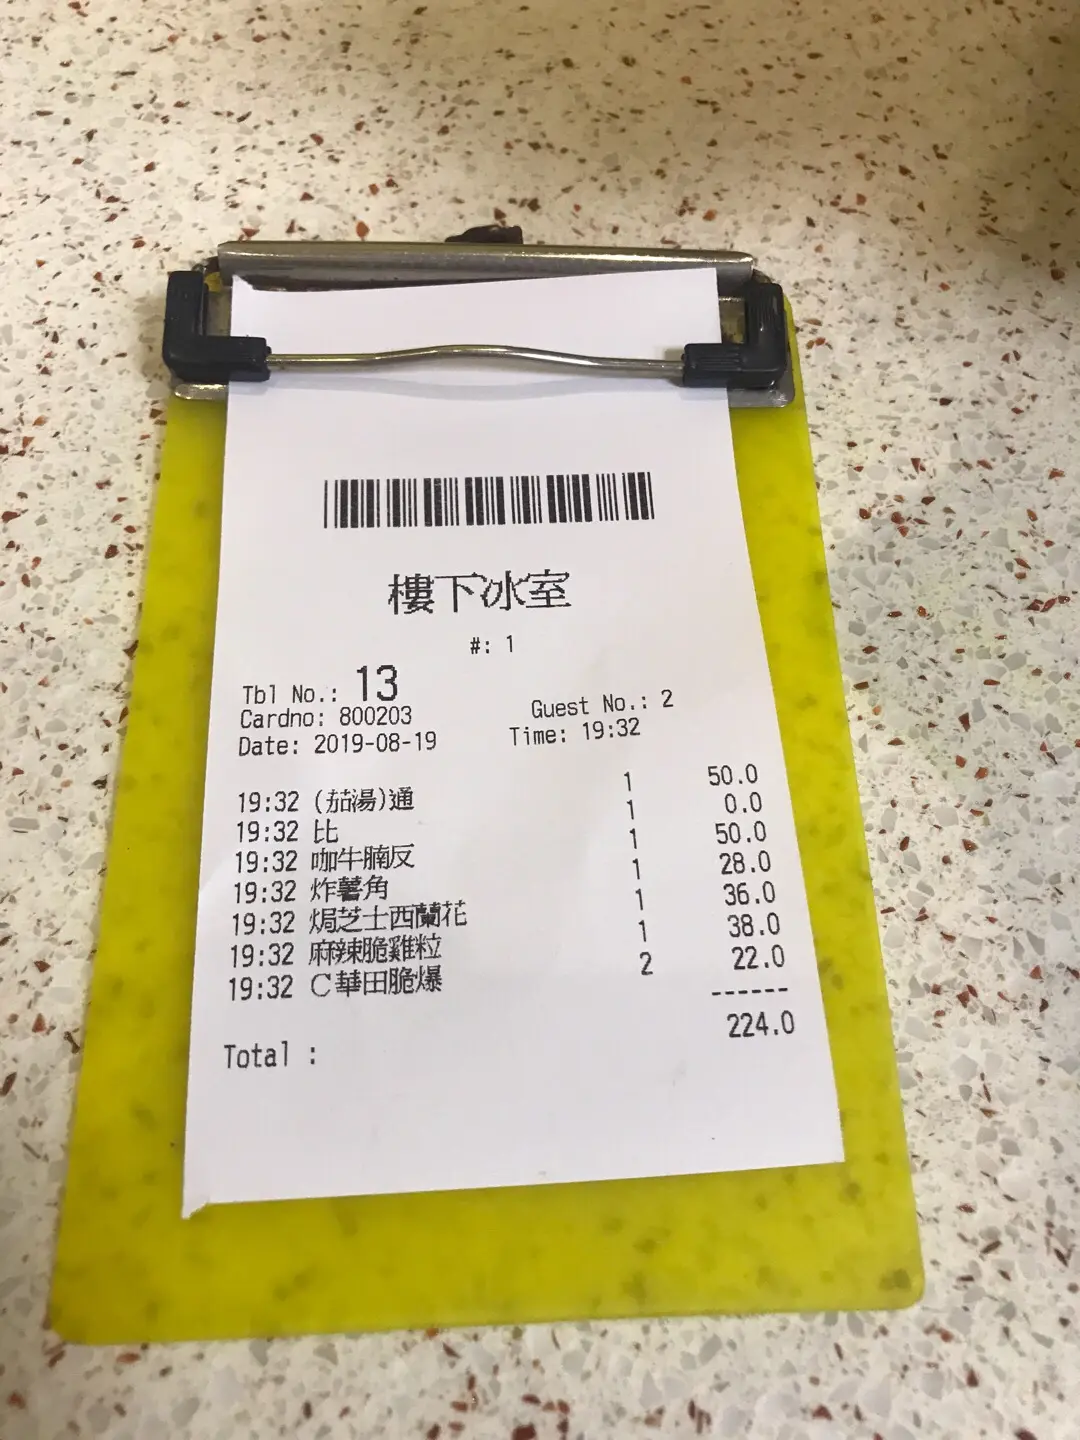 樓下冰室
#: 1
Tbl No.: 13
Cardno: 800203 Guest No.: 2
Date: 2019-08-19 Time: 19:32
19:32 (茄湯)通 1 50.0
19:32 比 1 0.0
19:32 咖牛腩反 1 50.0
19:32 炸薯角 1 28.0
19:32 焗芝士西蘭花 1 36.0
19:32 麻辣脆雞粒 1 38.0
19:32 C華田脆爆 2 22.0
------
Total : 224.0